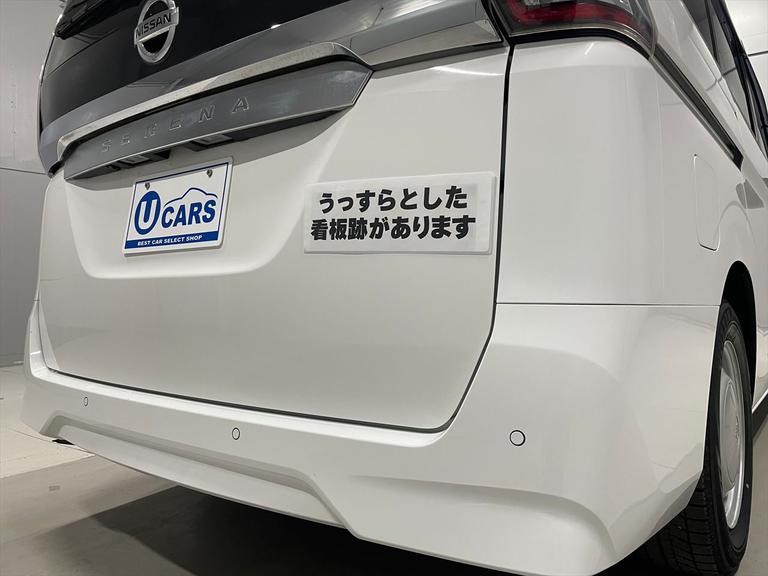 NISSAN
SERENA
U CARS
BEST CAR SELECT SHOP
うっすらとした
看板跡があります